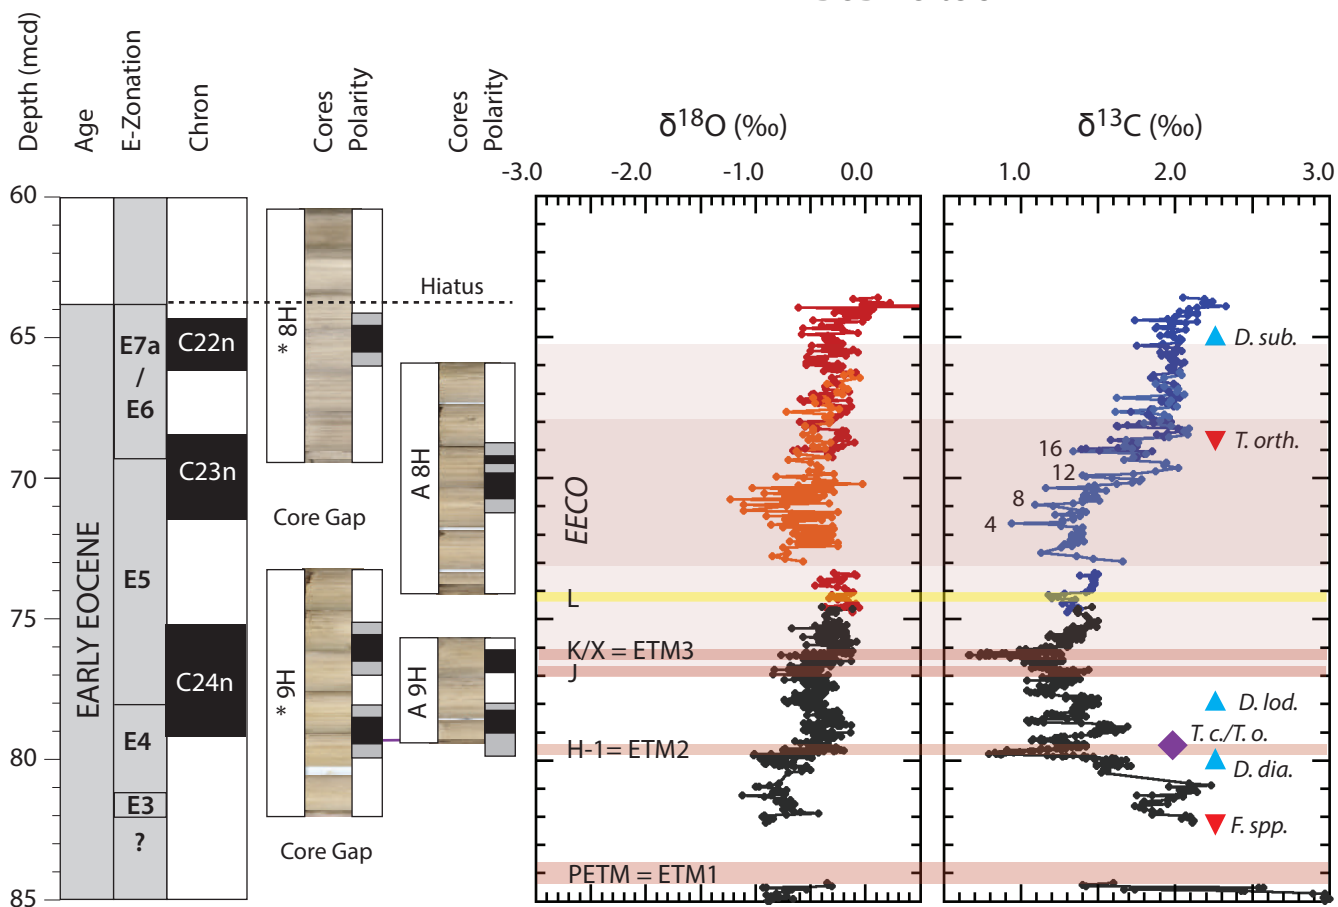 Depth (mcd)
Age
E-Zonation
Chron
Cores
Polarity
Cores
Polarity
δ18O (‰)
δ13C (‰)
-3.0
-2.0
-1.0
0.0
1.0
2.0
3.0
60
65
70
75
80
85
EARLY EOCENE
E7a
/
E6
E5
E4
E3
?
C22n
C23n
C24n
* 8H
Core Gap
* 9H
Core Gap
Hiatus
A 8H
A 9H
EECO
L
K/X = ETM3
J
H-1= ETM2
PETM = ETM1
16
12
8
4
D. sub.
T. orth.
D. lod.
T. c./T. o.
D. dia.
F. spp.